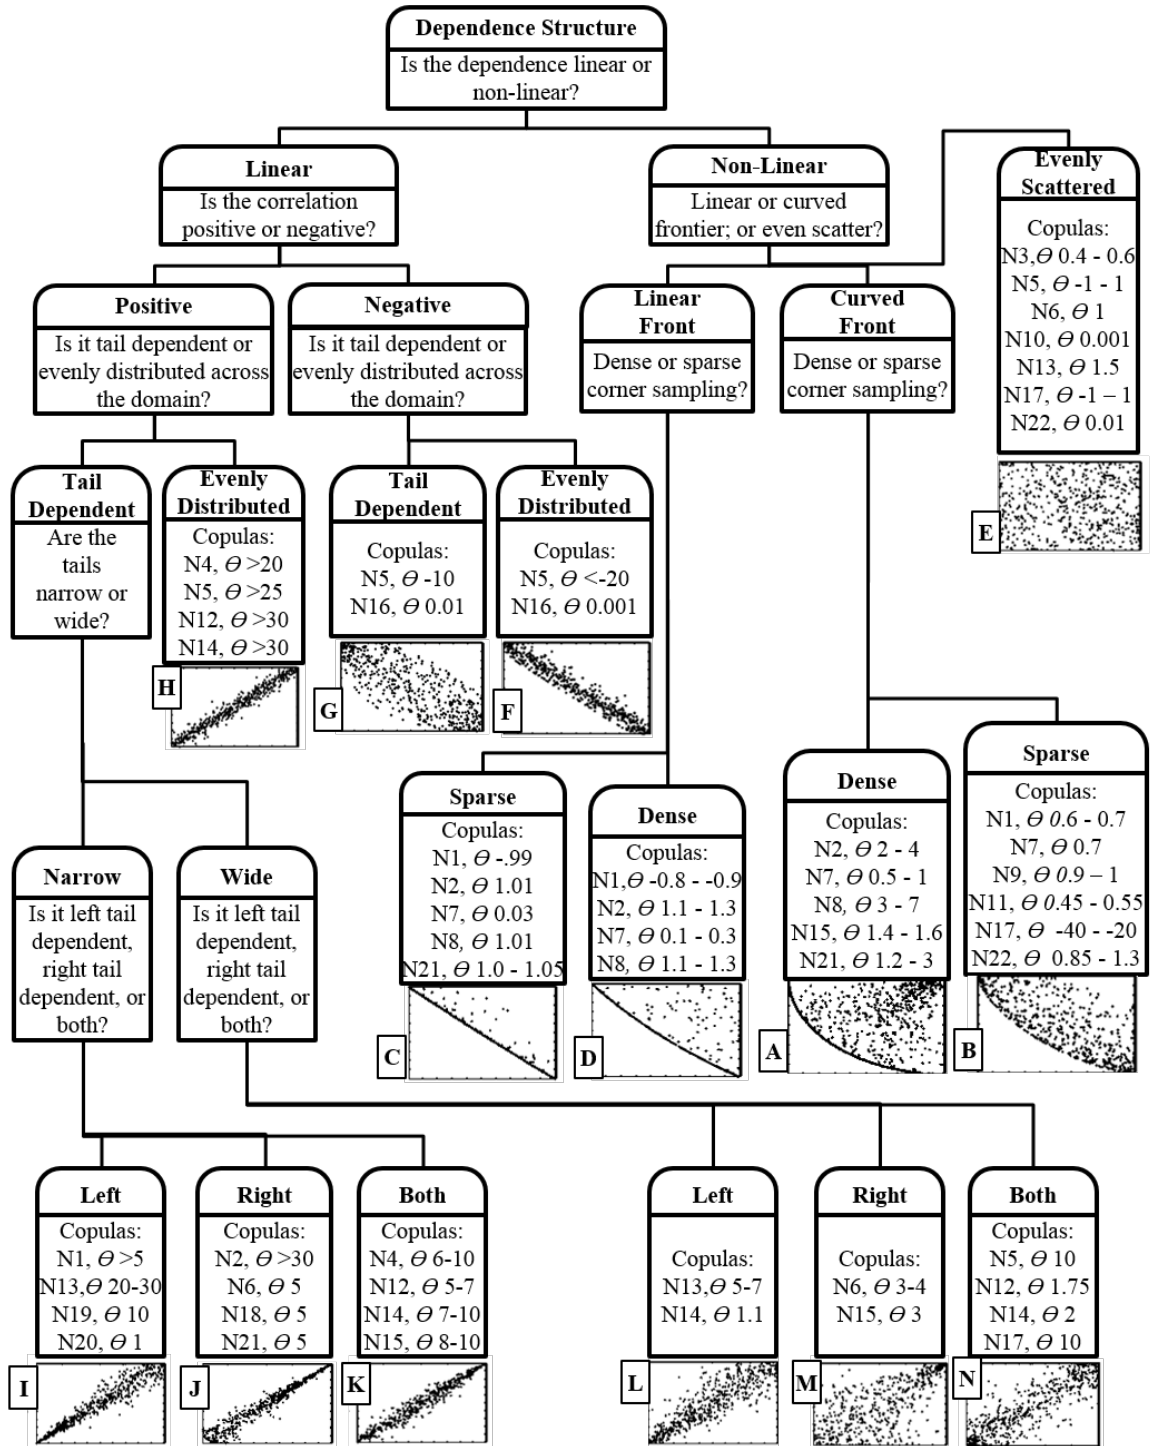 Dependence Structure
Is the dependence linear or
non-linear?
Linear
Is the correlation
positive or negative?
Non-Linear
Linear or curved
frontier; or even scatter?
Evenly
Scattered
Copulas:
N3,Ɵ 0.4 - 0.6
N5, Ɵ -1 - 1
N6, Ɵ 1
N10, Ɵ 0.001
N13, Ɵ 1.5
N17, Ɵ -1 – 1
N22, Ɵ 0.01
E
Positive
Is it tail dependent or
evenly distributed across
the domain?
Negative
Is it tail dependent or
evenly distributed across
the domain?
Linear
Front
Dense or sparse
corner sampling?
Curved
Front
Dense or sparse
corner sampling?
Tail
Dependent
Are the
tails
narrow or
wide?
Evenly
Distributed
Copulas:
N4, Ɵ >20
N5, Ɵ >25
N12, Ɵ >30
N14, Ɵ >30
H
Tail
Dependent
Copulas:
N5, Ɵ -10
N16, Ɵ 0.01
G
Evenly
Distributed
Copulas:
N5, Ɵ <-20
N16, Ɵ 0.001
F
Sparse
Copulas:
N1, Ɵ -.99
N2, Ɵ 1.01
N7, Ɵ 0.03
N8, Ɵ 1.01
N21, Ɵ 1.0 - 1.05
C
Dense
Copulas:
N1,Ɵ -0.8 - -0.9
N2, Ɵ 1.1 - 1.3
N7, Ɵ 0.1 - 0.3
N8, Ɵ 1.1 - 1.3
D
Dense
Copulas:
N2, Ɵ 2 - 4
N7, Ɵ 0.5 - 1
N8, Ɵ 3 - 7
N15, Ɵ 1.4 - 1.6
N21, Ɵ 1.2 - 3
A
Sparse
Copulas:
N1, Ɵ 0.6 - 0.7
N7, Ɵ 0.7
N9, Ɵ 0.9 – 1
N11, Ɵ 0.45 - 0.55
N17, Ɵ -40 - -20
N22, Ɵ 0.85 - 1.3
B
Narrow
Is it left tail
dependent,
right tail
dependent, or
both?
Wide
Is it left tail
dependent,
right tail
dependent, or
both?
Left
Copulas:
N1, Ɵ >5
N13,Ɵ 20-30
N19, Ɵ 10
N20, Ɵ 1
I
Right
Copulas:
N2, Ɵ >30
N6, Ɵ 5
N18, Ɵ 5
N21, Ɵ 5
J
Both
Copulas:
N4, Ɵ 6-10
N12, Ɵ 5-7
N14, Ɵ 7-10
N15, Ɵ 8-10
K
Left
Copulas:
N13,Ɵ 5-7
N14, Ɵ 1.1
L
Right
Copulas:
N6, Ɵ 3-4
N15, Ɵ 3
M
Both
Copulas:
N5, Ɵ 10
N12, Ɵ 1.75
N14, Ɵ 2
N17, Ɵ 10
N